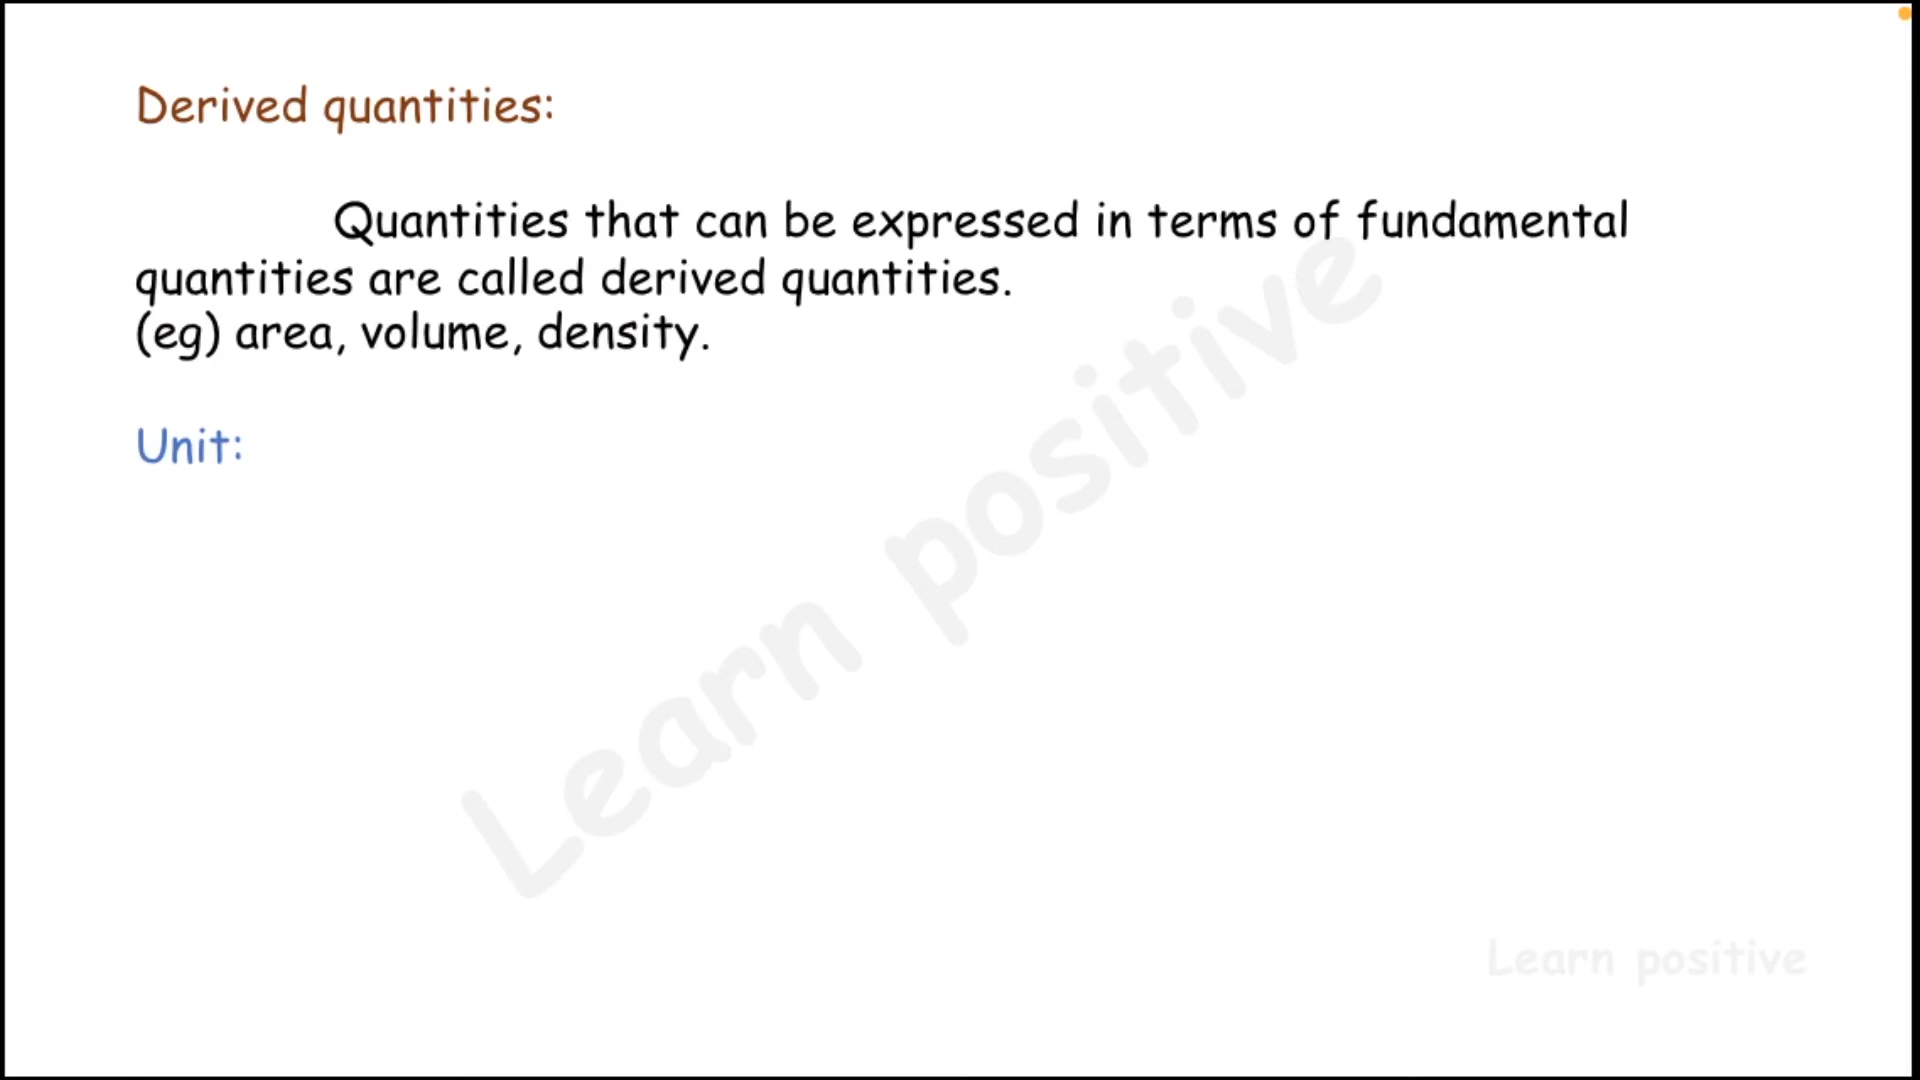 Derived quantities:
Quantities that can be expressed in terms of fundamental
quantities are called derived quantities.
(eg) area, volume, density.
Unit:
Learn positive
Learn positive